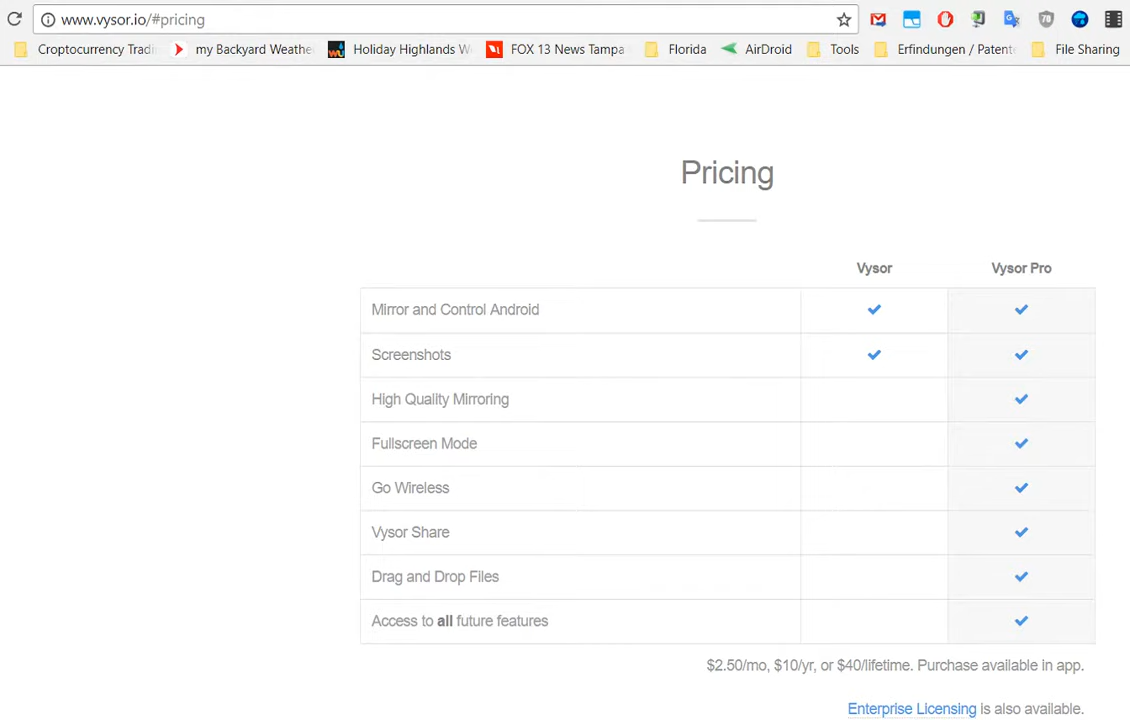 www.vysor.io/#pricing
70
Croptocurrency Tradi
my Backyard Weathe
Holiday Highlands W
FOX 13 News Tampa
Florida
AirDroid
Tools
Erfindungen / Patent
File Sharing
Pricing
Vysor Vysor Pro
Mirror and Control Android
Screenshots
High Quality Mirroring
Fullscreen Mode
Go Wireless
Vysor Share
Drag and Drop Files
Access to all future features
$2.50/mo, $10/yr, or $40/lifetime. Purchase available in app.
Enterprise Licensing is also available.